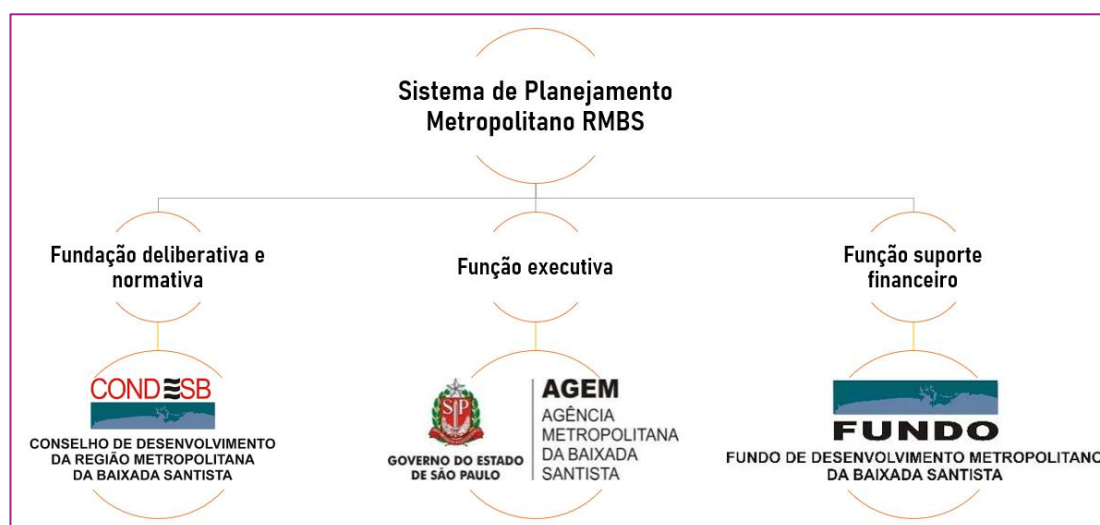 Sistema de Planejamento
Metropolitano RMBS
Fundação deliberativa e
normativa
Função executiva
Função suporte
financeiro
CONDESB
CONSELHO DE DESENVOLVIMENTO
DA REGIÃO METROPOLITANA
DA BAIXADA SANTISTA
SP
GOVERNO DO ESTADO
DE SÃO PAULO
AGEM
AGÊNCIA
METROPOLITANA
DA BAIXADA
SANTISTA
FUNDO
FUNDO DE DESENVOLVIMENTO METROPOLITANO
DA BAIXADA SANTISTA